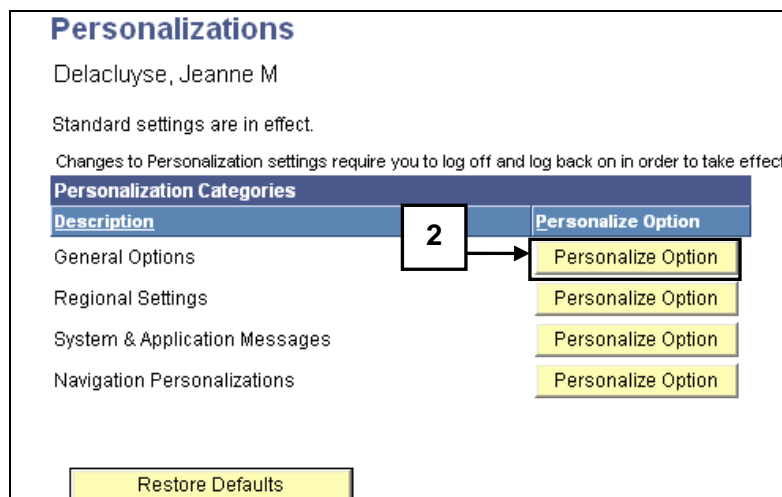 Personalizations
Delacluyse, Jeanne M
Standard settings are in effect.
Changes to Personalization settings require you to log off and log back on in order to take effect
Personalization Categories
Description Personalize Option
2
General Options Personalize Option
Regional Settings Personalize Option
System & Application Messages Personalize Option
Navigation Personalizations Personalize Option
Restore Defaults